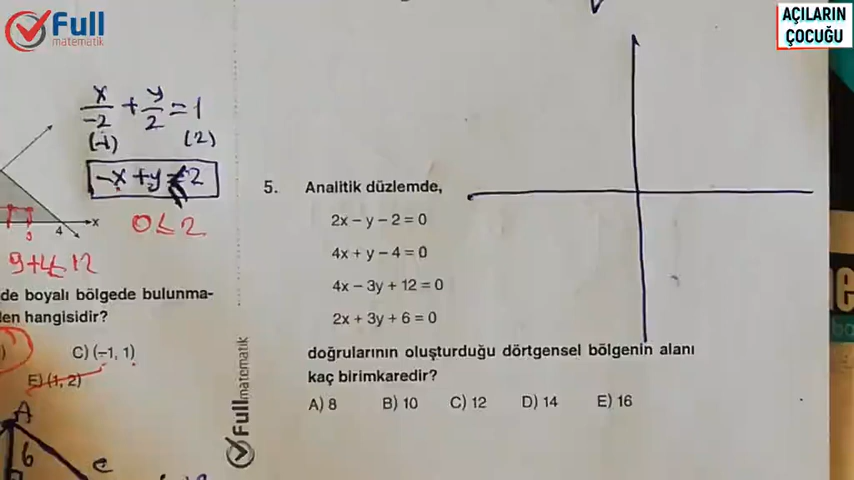 Full
matematik
AÇILARIN
ÇOCUĞU
x/-2 + y/2 = 1
(-1) (2)
-x + y ≤ 2
0 ≤ 2
x
4
9+4≤12
de boyalı bölgede bulunma-
en hangisidir?
C) (–1, 1)
E) (1, 2)
A
6
C
Full matematik
5. Analitik düzlemde,
2x – y – 2 = 0
4x + y – 4 = 0
4x – 3y + 12 = 0
2x + 3y + 6 = 0
doğrularının oluşturduğu dörtgensel bölgenin alanı
kaç birimkaredir?
A) 8 B) 10 C) 12 D) 14 E) 16